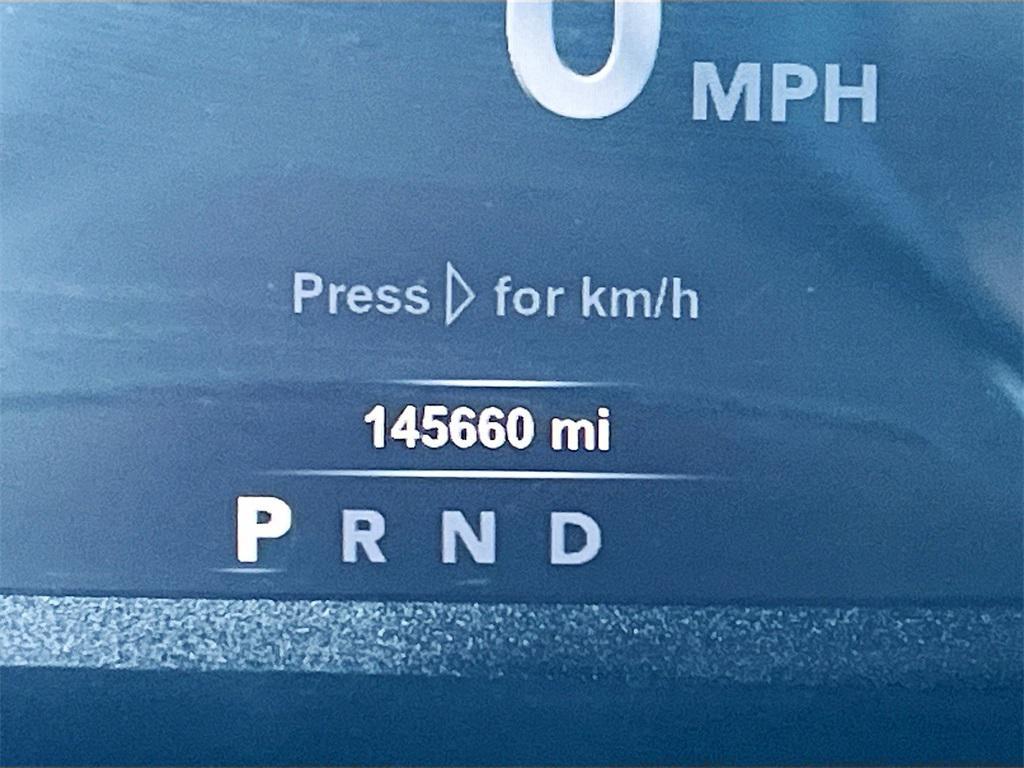 0 MPH
Press ▷ for km/h
145660 mi
P R N D